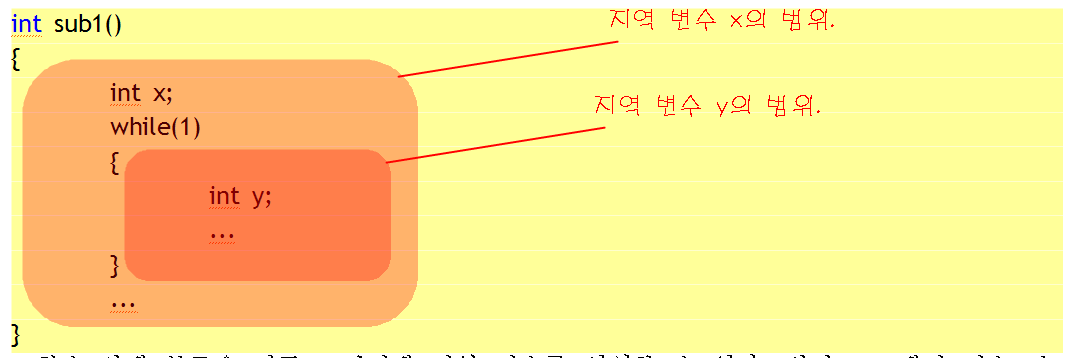 int sub1()
지역 변수 x의 범위.
{
int x;
지역 변수 y의 범위.
while(1)
{
int y;
...
}
...
}